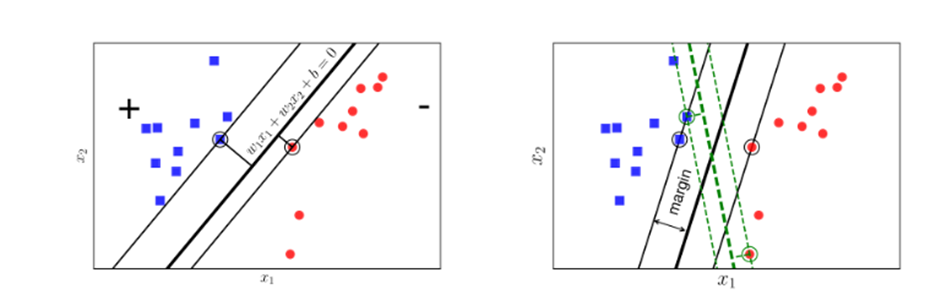 +
w₁x₁ + w₂x₂ + b = 0
-
x₂
x₁
x₂
margin
x₁